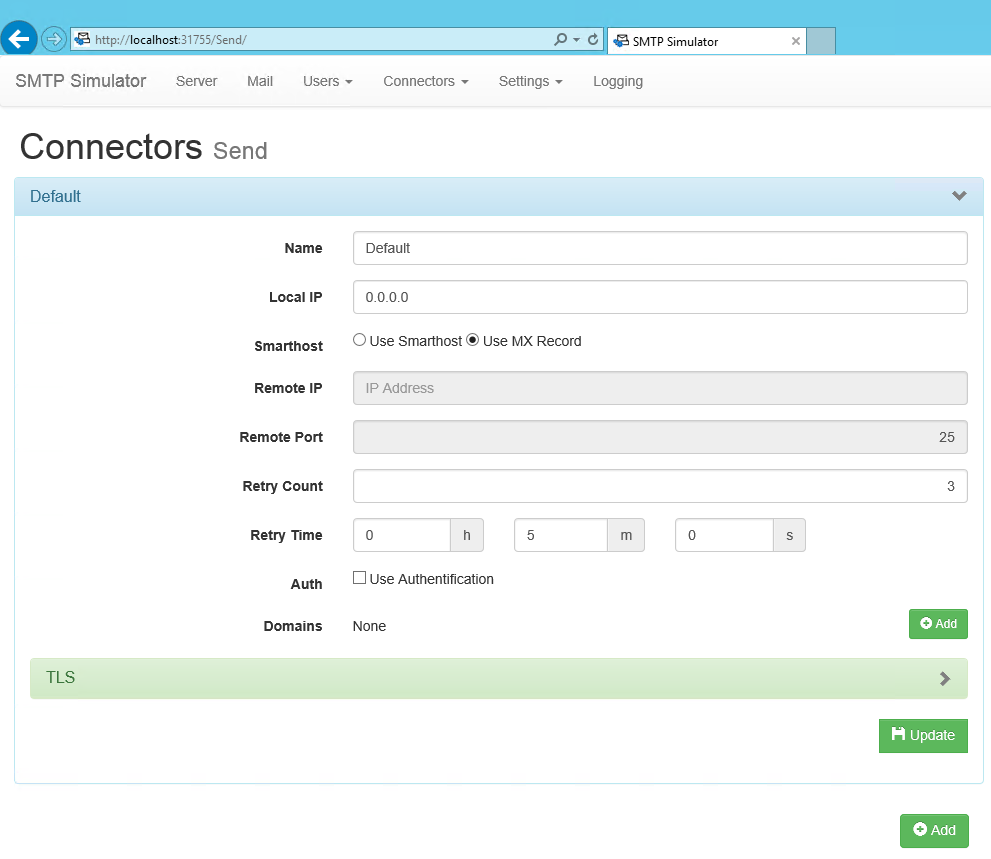 http://localhost:31755/Send/ SMTP Simulator
SMTP Simulator Server Mail Users Connectors Settings Logging
Connectors Send
Default
Name Default
Local IP 0.0.0.0
Smarthost Use Smarthost Use MX Record
Remote IP IP Address
Remote Port 25
Retry Count 3
Retry Time 0 h 5 m 0 s
Auth Use Authentification
Domains None Add
TLS
Update
Add